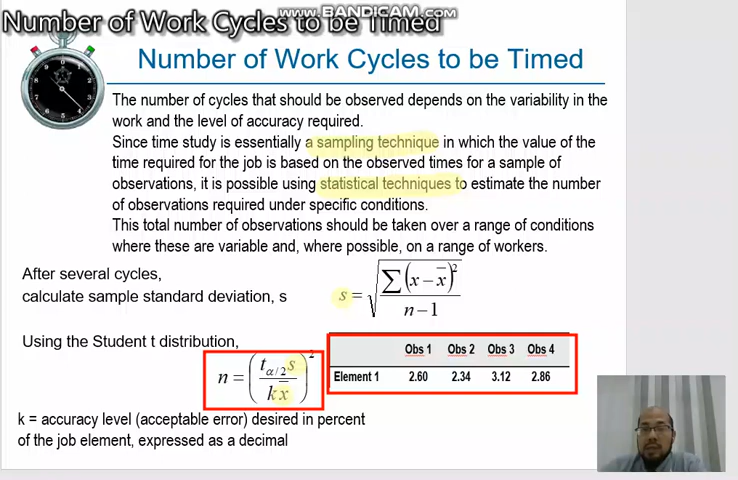 www.BANDICAM.com
Number of Work Cycles to be Timed
Number of Work Cycles to be Timed
The number of cycles that should be observed depends on the variability in the
work and the level of accuracy required.
Since time study is essentially a sampling technique in which the value of the
time required for the job is based on the observed times for a sample of
observations, it is possible using statistical techniques to estimate the number
of observations required under specific conditions.
This total number of observations should be taken over a range of conditions
where these are variable and, where possible, on a range of workers.
After several cycles,
calculate sample standard deviation, s
s = √(∑(x – x̄)² / (n – 1))
Using the Student t distribution,
n = (t α/2 s / k x̄)²
Obs 1 Obs 2 Obs 3 Obs 4
Element 1 2.60 2.34 3.12 2.86
k = accuracy level (acceptable error) desired in percent
of the job element, expressed as a decimal